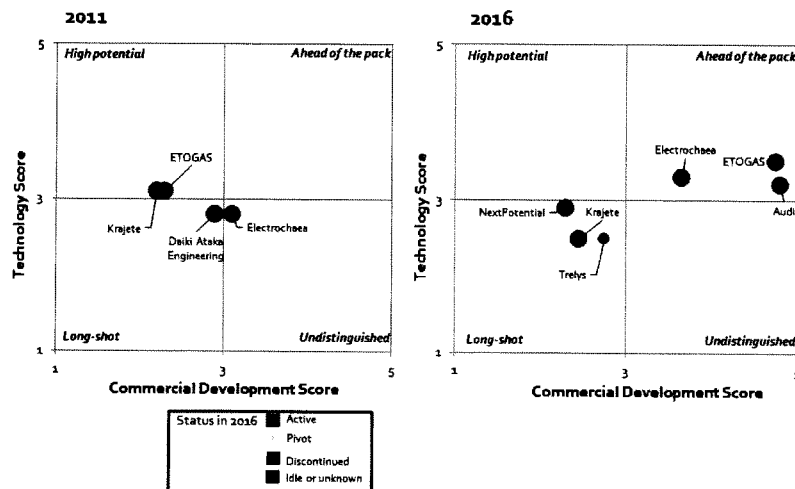 2011
5
High potential
Ahead of the pack
ETOGAS
Technology Score
3
Krajete
Daiki Ataka
Engineering
Electrochaea
Long-shot
Undistinguished
1
1
3
5
Commercial Development Score
2016
5
High potential
Ahead of the pack
Electrochaea
ETOGAS
Technology Score
3
NextPotential
Krajete
Audi
Trelys
Long-shot
Undistinguished
1
1
3
Commercial Development Score
Status in 2016
Active
Pivot
Discontinued
Idle or unknown